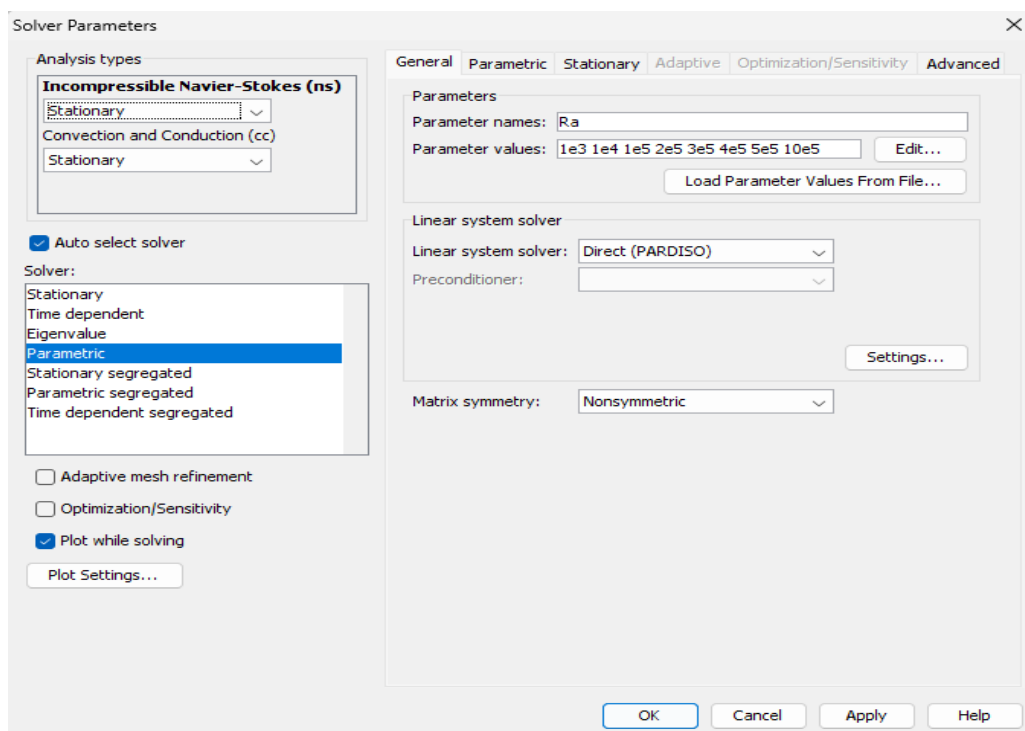 Solver Parameters
Analysis types
Incompressible Navier-Stokes (ns)
Stationary
Convection and Conduction (cc)
Stationary
Auto select solver
Solver:
Stationary
Time dependent
Eigenvalue
Parametric
Stationary segregated
Parametric segregated
Time dependent segregated
Adaptive mesh refinement
Optimization/Sensitivity
Plot while solving
Plot Settings...
General Parametric Stationary Adaptive Optimization/Sensitivity Advanced
Parameters
Parameter names: Ra
Parameter values: 1e3 1e4 1e5 2e5 3e5 4e5 5e5 10e5 Edit...
Load Parameter Values From File...
Linear system solver
Linear system solver: Direct (PARDISO)
Preconditioner:
Settings...
Matrix symmetry: Nonsymmetric
OK Cancel Apply Help